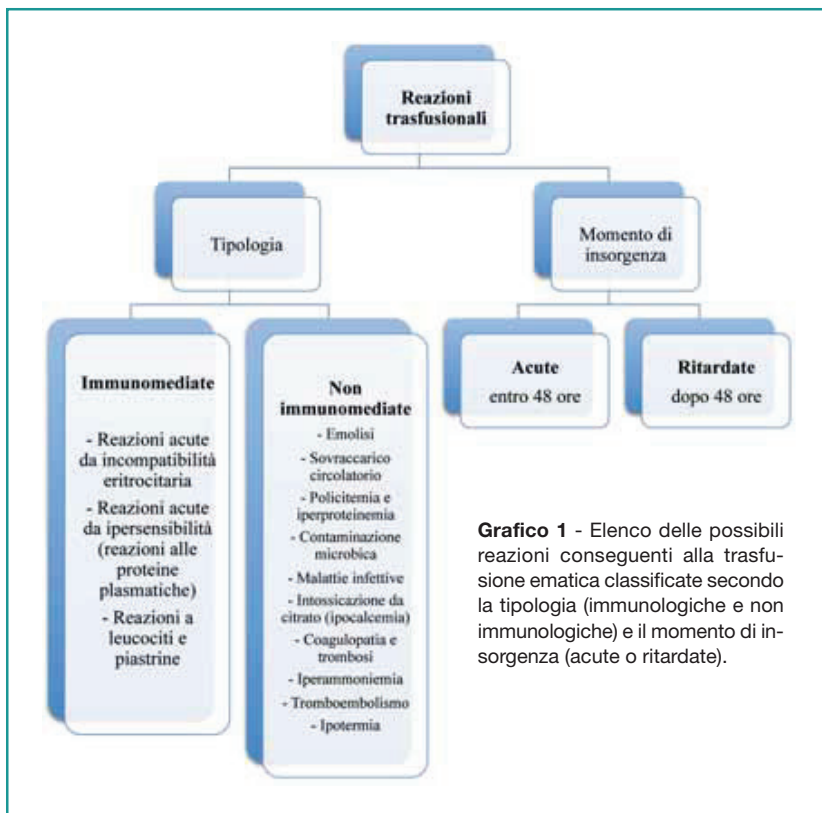 Reazioni
trasfusionali
Tipologia
Momento di
insorgenza
Immunomediate
- Reazioni acute
da incompatibilità
eritrocitaria
- Reazioni acute
da ipersensibilità
(reazioni alle
proteine
plasmatiche)
- Reazioni a
leucociti e
piastrine
Non
immunomediate
- Emolisi
- Sovraccarico
circolatorio
- Policitemia e
iperproteinemia
- Contaminazione
microbica
- Malattie infettive
- Intossicazione da
citrato (ipocalcemia)
- Coagulopatia e
trombosi
- Iperammoniemia
- Tromboembolismo
- Ipotermia
Acute
entro 48 ore
Ritardate
dopo 48 ore
Grafico 1 - Elenco delle possibili
reazioni conseguenti alla trasfu-
sione ematica classificate secondo
la tipologia (immunologiche e non
immunologiche) e il momento di in-
sorgenza (acute o ritardate).